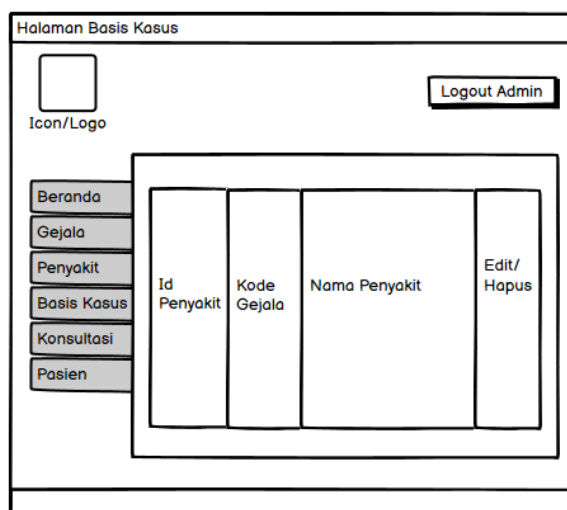 Halaman Basis Kasus
Logout Admin
Icon/Logo
Beranda
Gejala
Penyakit
Basis Kasus
Konsultasi
Pasien
Id
Penyakit
Kode
Gejala
Nama Penyakit
Edit/
Hapus